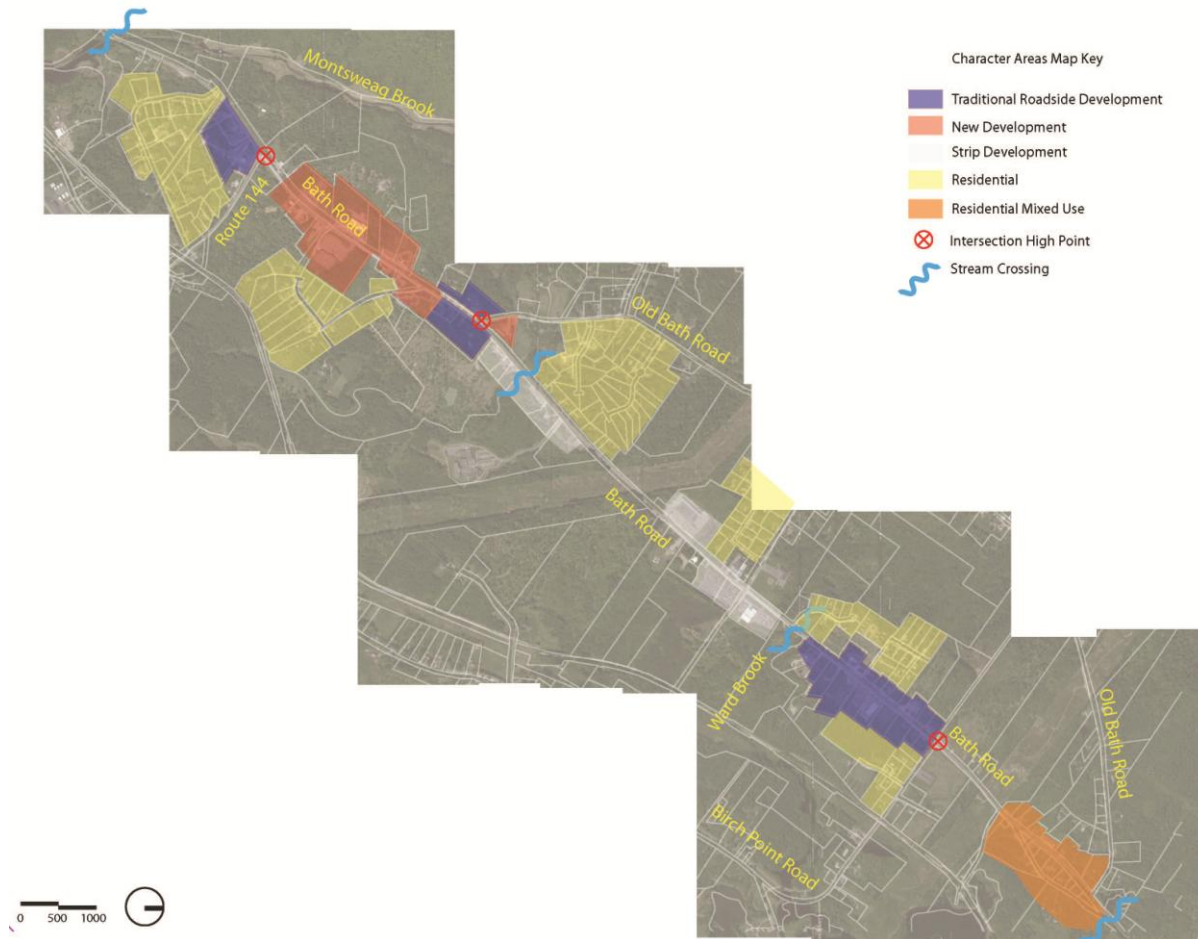 Character Areas Map Key
Traditional Roadside Development
New Development
Strip Development
Residential
Residential Mixed Use
Intersection High Point
Stream Crossing
Montsweag Brook
Bath Road
Route 144
Old Bath Road
Bath Road
Ward Brook
Bath Road
Old Bath Road
Birch Point Road
0 500 1000